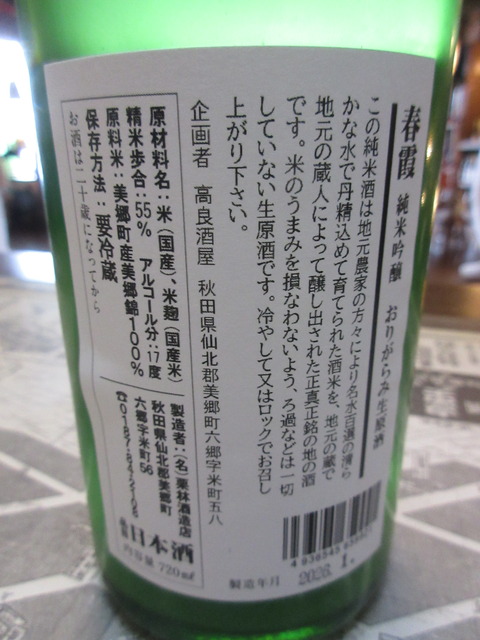 春霞 純米吟醸 おりがらみ生原酒
この純米酒は地元農家の方々により名水百選の清ら
かな水で丹精込めて育てられた酒米を、地元の蔵で
地元の蔵人によって醸し出された正真正銘の地の酒
です。米のうまみを損なわないよう、ろ過などは一切
していない生原酒です。冷やして又はロックでお召し
上がり下さい。
企画者 高良酒屋 秋田県仙北郡美郷町六郷字米町五八
原材料名：米（国産）、米麹（国産米）
精米歩合：55% アルコール分：17度
原料米：美郷町産美郷錦100%
保存方法：要冷蔵
お酒は二十歳になってから
製造者：（名）栗林酒造店
秋田県仙北郡美郷町
六郷字米町56
☎0187-84-2108
品目 日本酒
内容量 720㎖
製造年月 2026. 1.